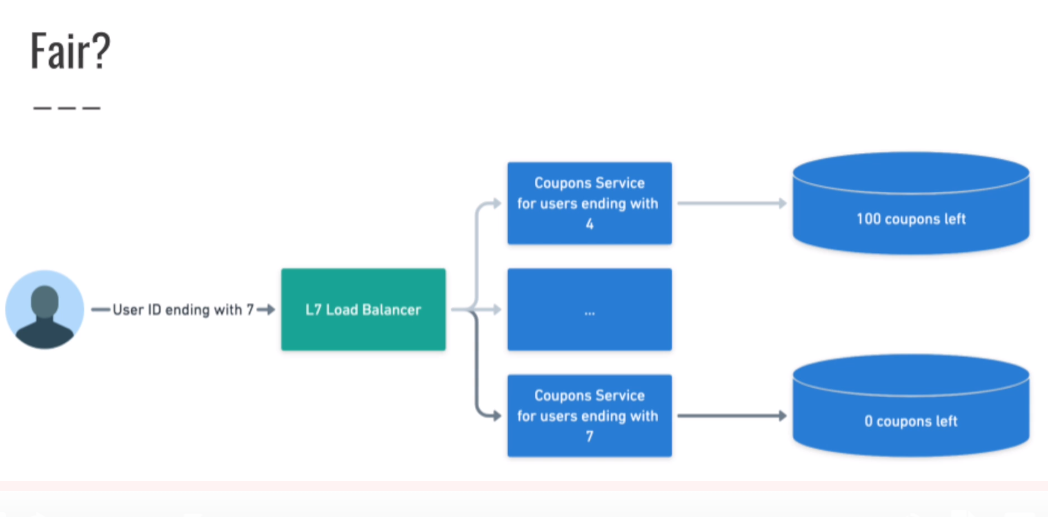 Fair?
User ID ending with 7
L7 Load Balancer
Coupons Service
for users ending with
4
...
Coupons Service
for users ending with
7
100 coupons left
0 coupons left